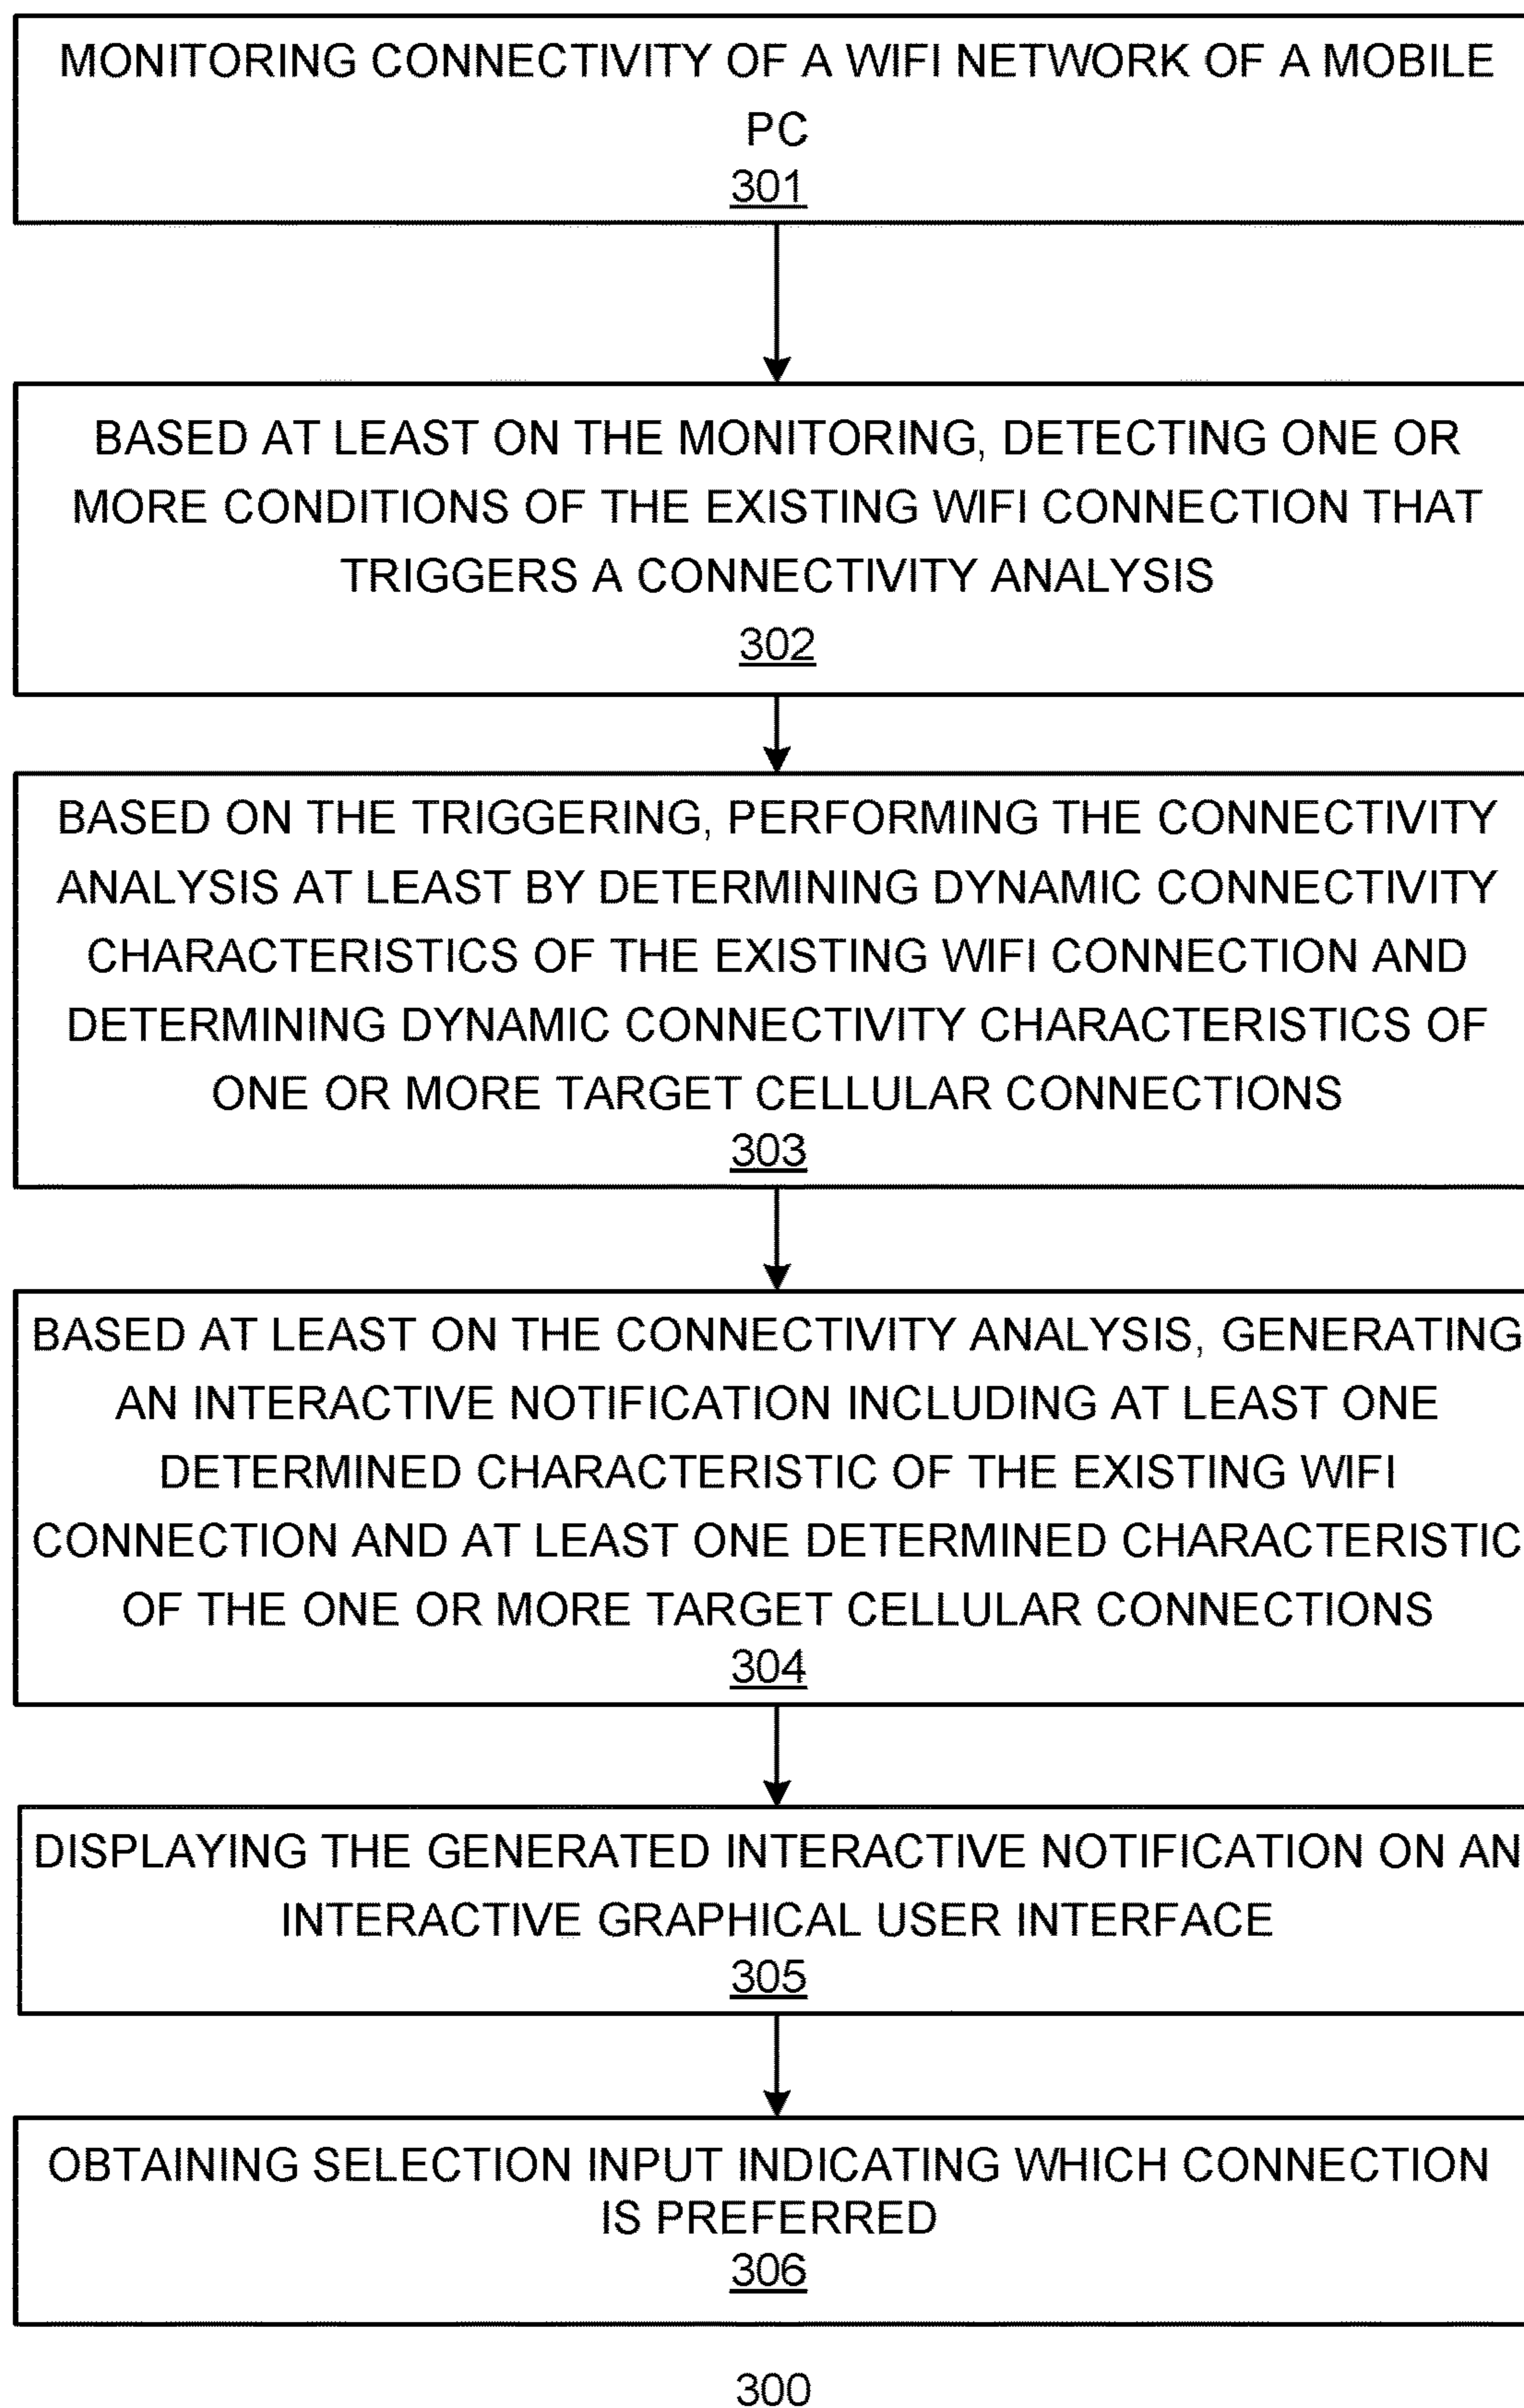 MONITORING CONNECTIVITY OF A WIFI NETWORK OF A MOBILE
PC
301
BASED AT LEAST ON THE MONITORING, DETECTING ONE OR
MORE CONDITIONS OF THE EXISTING WIFI CONNECTION THAT
TRIGGERS A CONNECTIVITY ANALYSIS
302
BASED ON THE TRIGGERING, PERFORMING THE CONNECTIVITY
ANALYSIS AT LEAST BY DETERMINING DYNAMIC CONNECTIVITY
CHARACTERISTICS OF THE EXISTING WIFI CONNECTION AND
DETERMINING DYNAMIC CONNECTIVITY CHARACTERISTICS OF
ONE OR MORE TARGET CELLULAR CONNECTIONS
303
BASED AT LEAST ON THE CONNECTIVITY ANALYSIS, GENERATING
AN INTERACTIVE NOTIFICATION INCLUDING AT LEAST ONE
DETERMINED CHARACTERISTIC OF THE EXISTING WIFI
CONNECTION AND AT LEAST ONE DETERMINED CHARACTERISTIC
OF THE ONE OR MORE TARGET CELLULAR CONNECTIONS
304
DISPLAYING THE GENERATED INTERACTIVE NOTIFICATION ON AN
INTERACTIVE GRAPHICAL USER INTERFACE
305
OBTAINING SELECTION INPUT INDICATING WHICH CONNECTION
IS PREFERRED
306
300